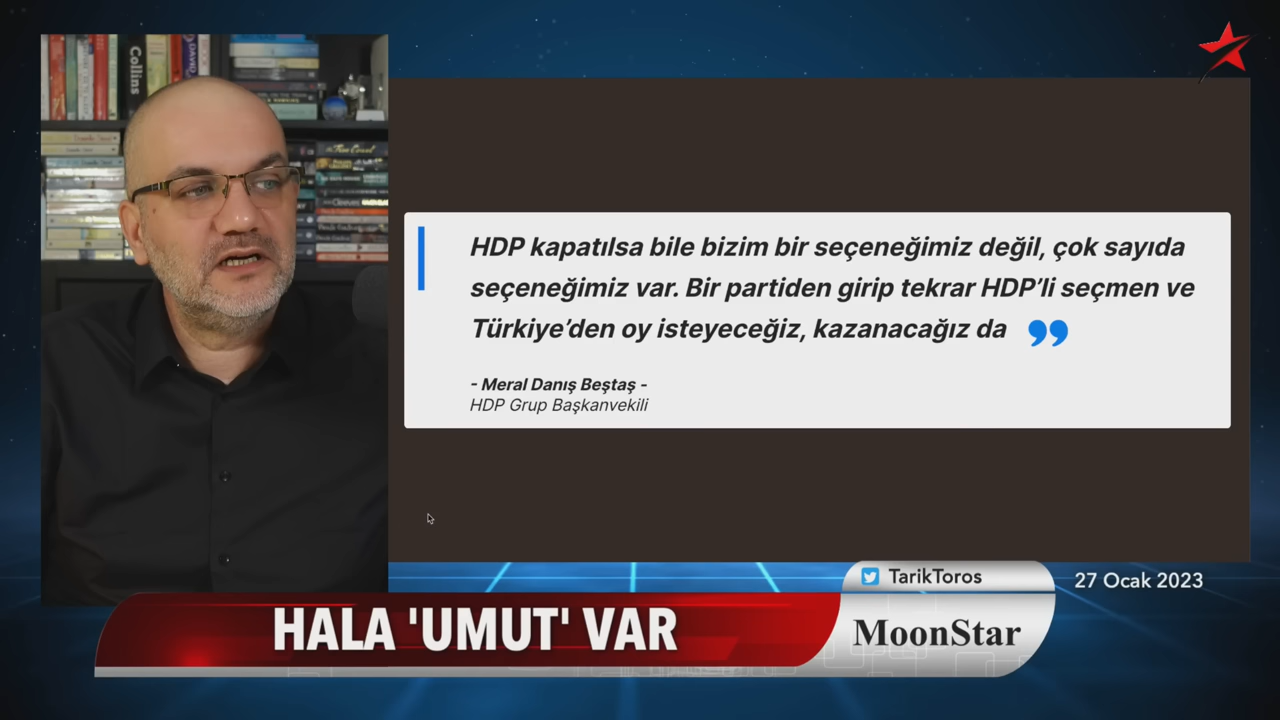 Collins
HDP kapatılsa bile bizim bir seçeneğimiz değil, çok sayıda
seçeneğimiz var. Bir partiden girip tekrar HDP’li seçmen ve
Türkiye’den oy isteyeceğiz, kazanacağız da ”
- Meral Danış Beştaş -
HDP Grup Başkanvekili
TarikToros
27 Ocak 2023
HALA 'UMUT' VAR
MoonStar